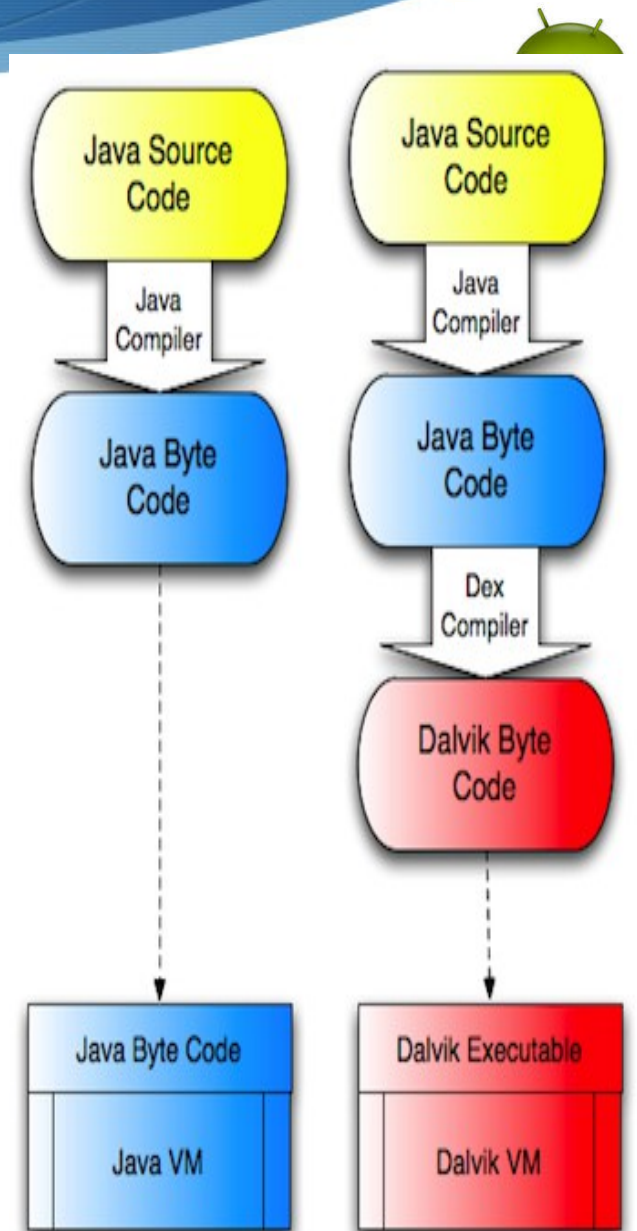 Java Source
Code
Java
Compiler
Java Byte
Code
Java Byte Code
Java VM
Java Source
Code
Java
Compiler
Java Byte
Code
Dex
Compiler
Dalvik Byte
Code
Dalvik Executable
Dalvik VM